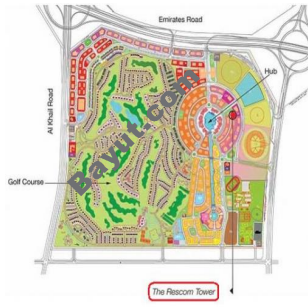 Emirates Road
Hub
Al Khail Road
Bayut.com
Golf Course
The Rescom Tower